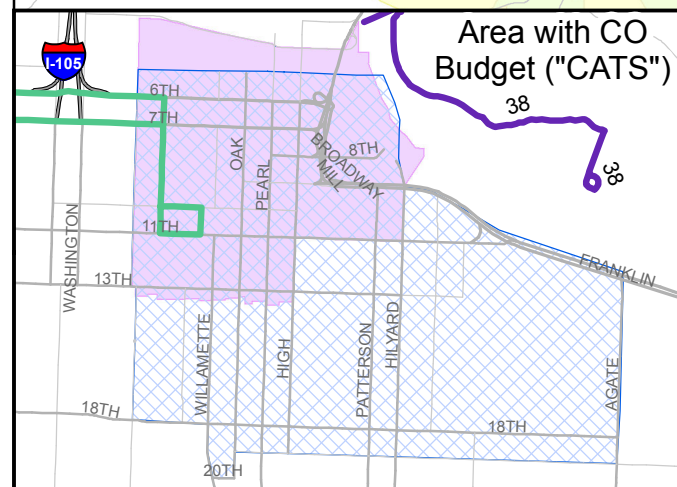 Area with CO
Budget ("CATS")
I-105
38
38
6TH
7TH
8TH
BROADWAY
MILL
OAK
PEARL
WASHINGTON
11TH
13TH
FRANKLIN
WILLAMETTE
HIGH
PATTERSON
HILYARD
AGATE
18TH
18TH
20TH